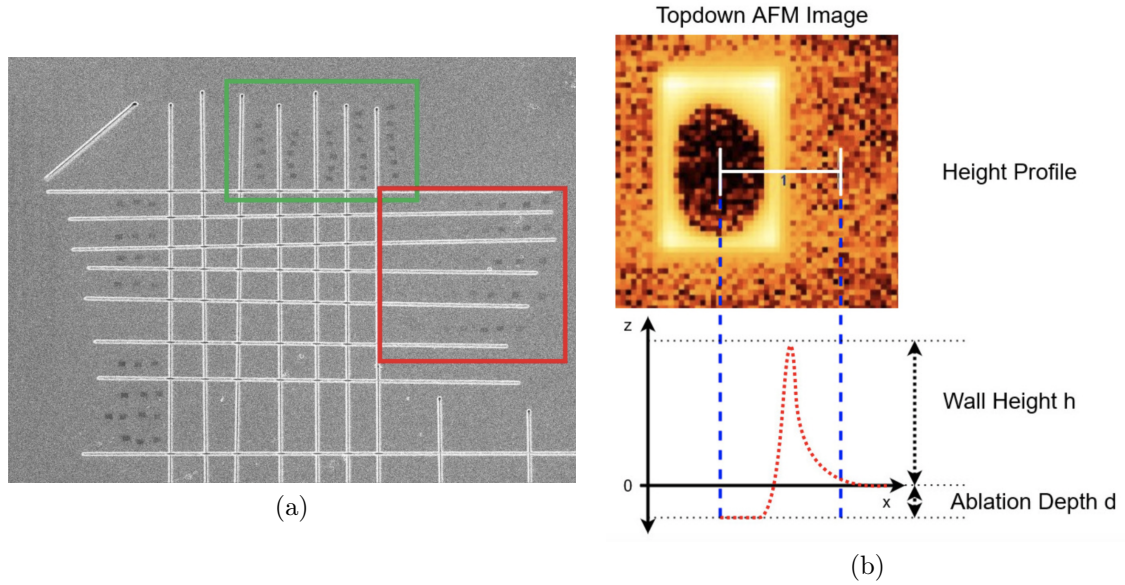 Topdown AFM Image
1
Height Profile
z
Wall Height h
0
x
Ablation Depth d
(a)
(b)